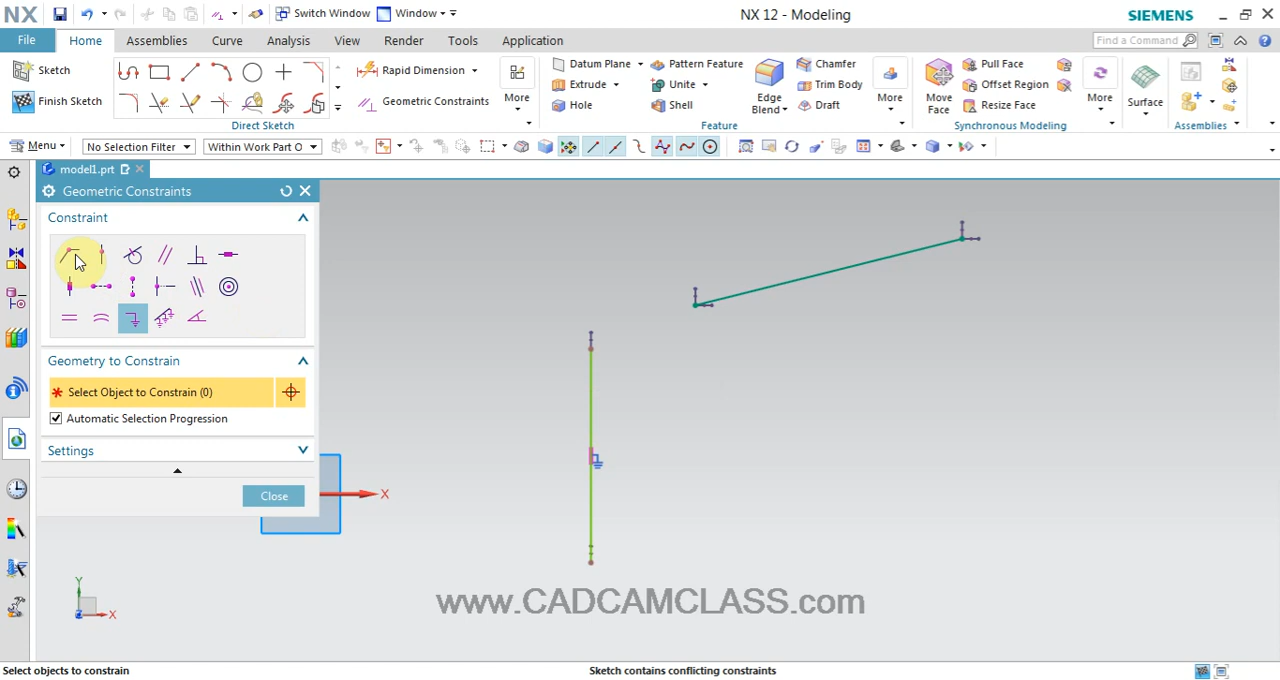 NX Switch Window Window NX 12 - Modeling SIEMENS
File Home Assemblies Curve Analysis View Render Tools Application Find a Command
Sketch Rapid Dimension Datum Plane Pattern Feature Chamfer Pull Face
Finish Sketch Geometric Constraints More Extrude Unite Edge Blend Trim Body More Move Face Offset Region More Surface
Hole Shell Draft Resize Face
Direct Sketch Feature Synchronous Modeling Assemblies
Menu No Selection Filter Within Work Part O
model1.prt
Geometric Constraints
Constraint
Geometry to Constrain
* Select Object to Constrain (0)
Automatic Selection Progression
Settings
Close
X
Y
X
www.CADCAMCLASS.com
Select objects to constrain Sketch contains conflicting constraints